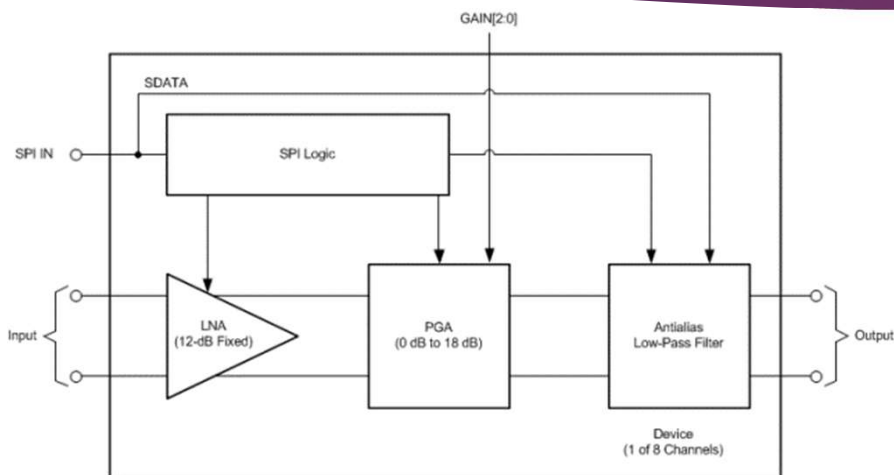 GAIN[2:0]
SDATA
SPI IN
SPI Logic
LNA
(12-dB Fixed)
PGA
(0 dB to 18 dB)
Antialias
Low-Pass Filter
Input
Output
Device
(1 of 8 Channels)